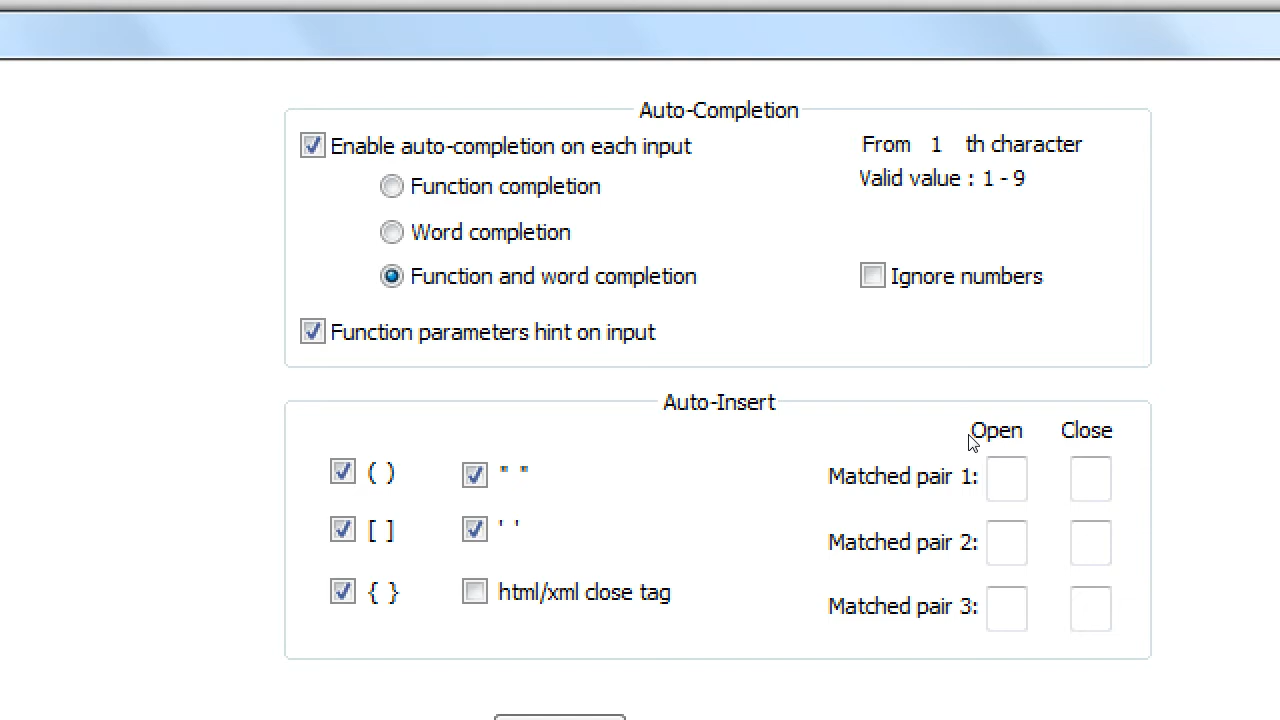 Auto-Completion
Enable auto-completion on each input
From 1 th character
Function completion
Valid value : 1 - 9
Word completion
Function and word completion
Ignore numbers
Function parameters hint on input
Auto-Insert
Open Close
( ) " " Matched pair 1:
[ ] ' ' Matched pair 2:
{ } html/xml close tag Matched pair 3: